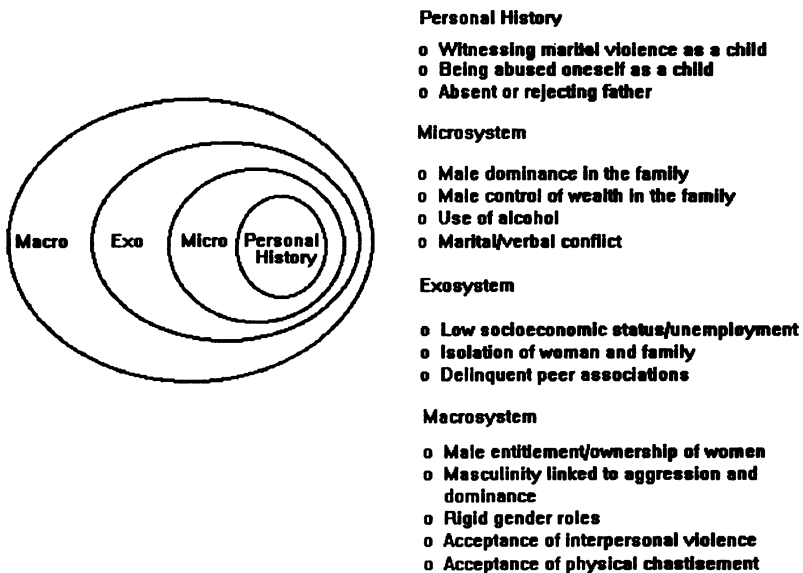 Macro
Exo
Micro
Personal
History
Personal History
o Witnessing martiel violence as a child
o Being abused oneself as a child
o Absent or rejecting father
Microsystem
o Male dominance in the family
o Male control of wealth in the family
o Use of alcohol
o Marital/verbal conflict
Exosystem
o Low socioeconomic status/unemployment
o Isolation of woman and family
o Delinquent peer associations
Macrosystem
o Male entitlement/ownership of women
o Masculinity linked to aggression and
dominance
o Rigid gender roles
o Acceptance of interpersonal violence
o Acceptance of physical chastisement